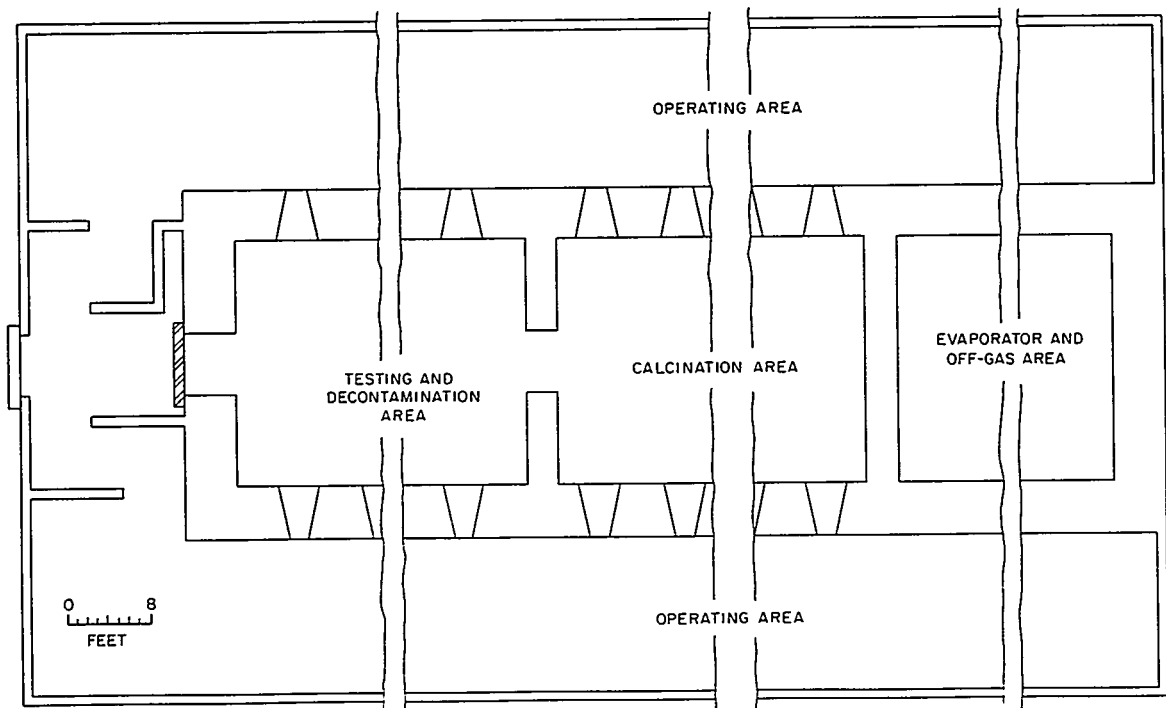 OPERATING AREA
TESTING AND
DECONTAMINATION
AREA
CALCINATION AREA
EVAPORATOR AND
OFF-GAS AREA
0 8
FEET
OPERATING AREA